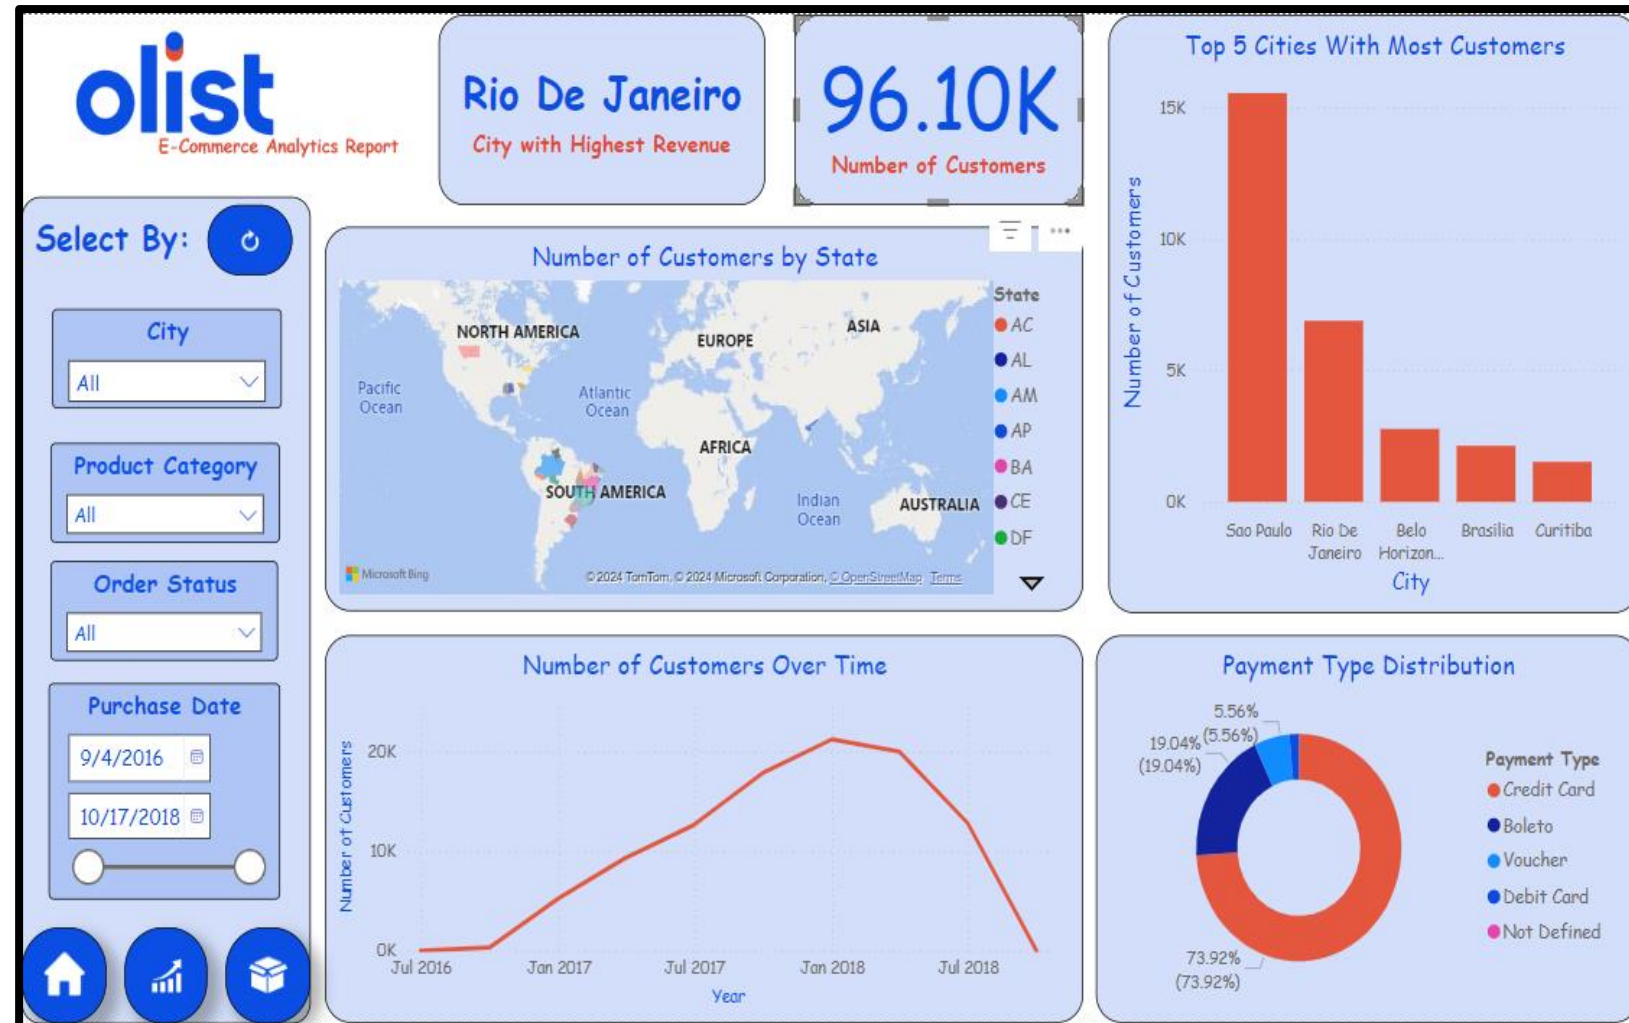 olist
E-Commerce Analytics Report
Rio De Janeiro
City with Highest Revenue
96.10K
Number of Customers
Select By:
City
All
Product Category
All
Order Status
All
Purchase Date
9/4/2016
10/17/2018
Number of Customers by State
NORTH AMERICA
EUROPE
ASIA
Pacific
Ocean
Atlantic
Ocean
AFRICA
SOUTH AMERICA
Indian
Ocean
AUSTRALIA
Microsoft Bing
© 2024 TomTom, © 2024 Microsoft Corporation, © OpenStreetMap Terms
State
AC
AL
AM
AP
BA
CE
DF
Top 5 Cities With Most Customers
Number of Customers
15K
10K
5K
0K
Sao Paulo
Rio De
Janeiro
Belo
Horizon...
Brasilia
Curitiba
City
Number of Customers Over Time
Number of Customers
20K
10K
0K
Jul 2016
Jan 2017
Jul 2017
Jan 2018
Jul 2018
Year
Payment Type Distribution
5.56%
(5.56%)
19.04%
(19.04%)
73.92%
(73.92%)
Payment Type
Credit Card
Boleto
Voucher
Debit Card
Not Defined